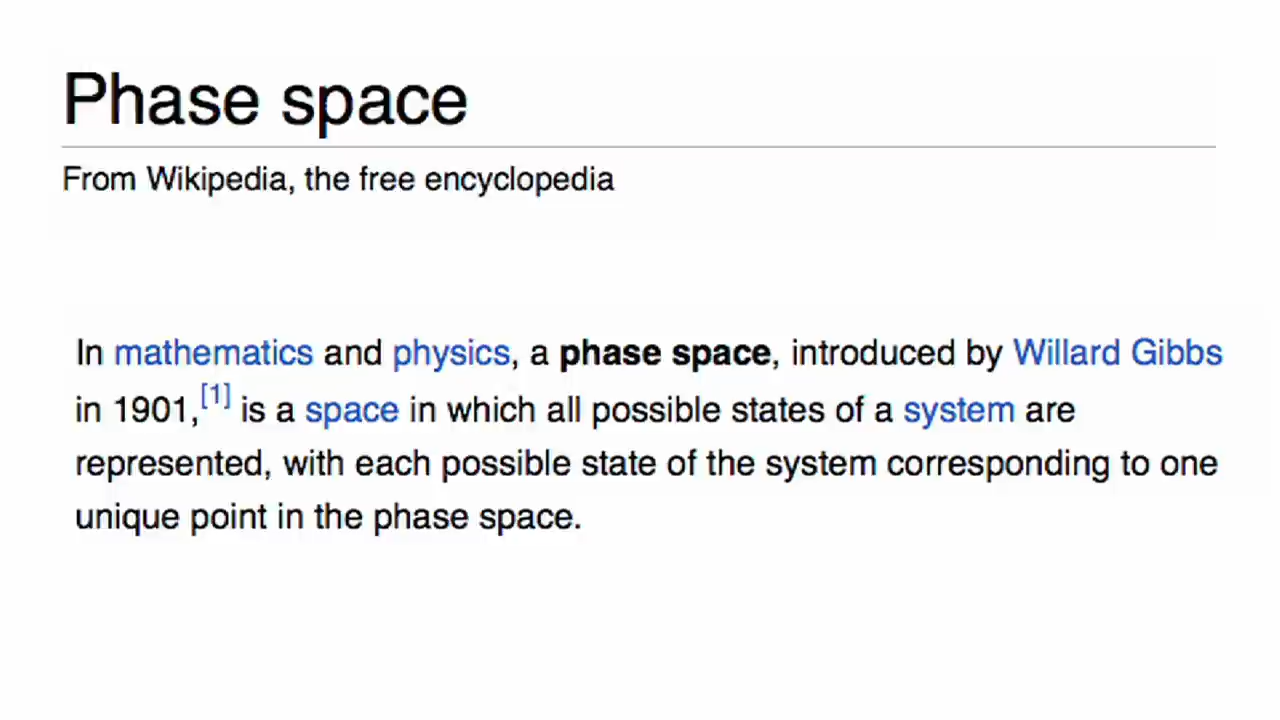 Phase space
From Wikipedia, the free encyclopedia
In mathematics and physics, a phase space, introduced by Willard Gibbs
in 1901,[1] is a space in which all possible states of a system are
represented, with each possible state of the system corresponding to one
unique point in the phase space.